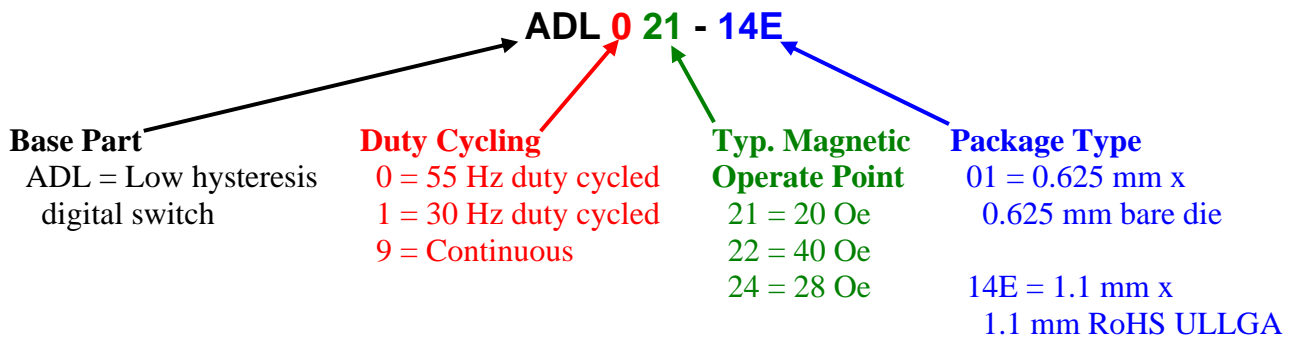 ADL 0 21 - 14E
Base Part
ADL = Low hysteresis
digital switch
Duty Cycling
0 = 55 Hz duty cycled
1 = 30 Hz duty cycled
9 = Continuous
Typ. Magnetic
Operate Point
21 = 20 Oe
22 = 40 Oe
24 = 28 Oe
Package Type
01 = 0.625 mm x
0.625 mm bare die
14E = 1.1 mm x
1.1 mm RoHS ULLGA